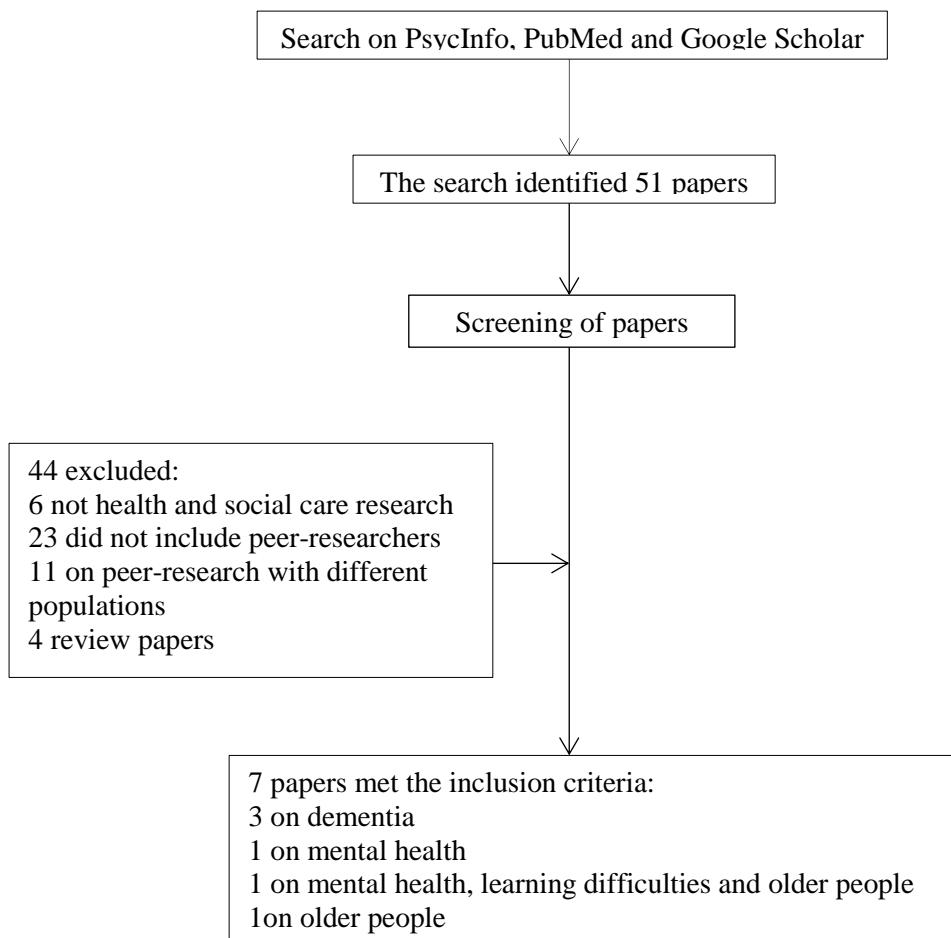 Search on PsycInfo, PubMed and Google Scholar
The search identified 51 papers
Screening of papers
44 excluded:
6 not health and social care research
23 did not include peer-researchers
11 on peer-research with different
populations
4 review papers
7 papers met the inclusion criteria:
3 on dementia
1 on mental health
1 on mental health, learning difficulties and older people
1on older people